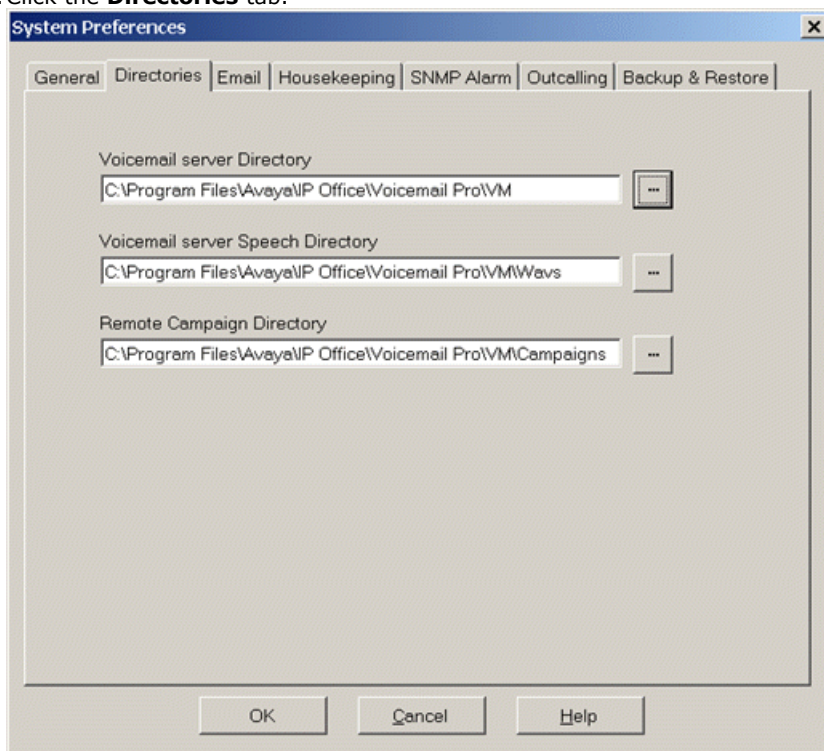 Click the Directories tab.
System Preferences
General Directories Email Housekeeping SNMP Alarm Outcalling Backup & Restore
Voicemail server Directory
C:\Program Files\Avaya\IP Office\Voicemail Pro\VM
...
Voicemail server Speech Directory
C:\Program Files\Avaya\IP Office\Voicemail Pro\VM\Wavs
...
Remote Campaign Directory
C:\Program Files\Avaya\IP Office\Voicemail Pro\VM\Campaigns
...
OK Cancel Help